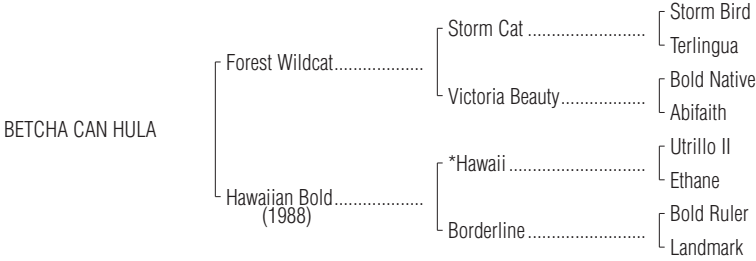 Storm Bird
Storm Cat .........................
Terlingua
Forest Wildcat...................
Bold Native
Victoria Beauty..................
Abifaith
BETCHA CAN HULA
Utrillo II
*Hawaii .............................
Ethane
Hawaiian Bold...................
(1988)
Bold Ruler
Borderline .........................
Landmark